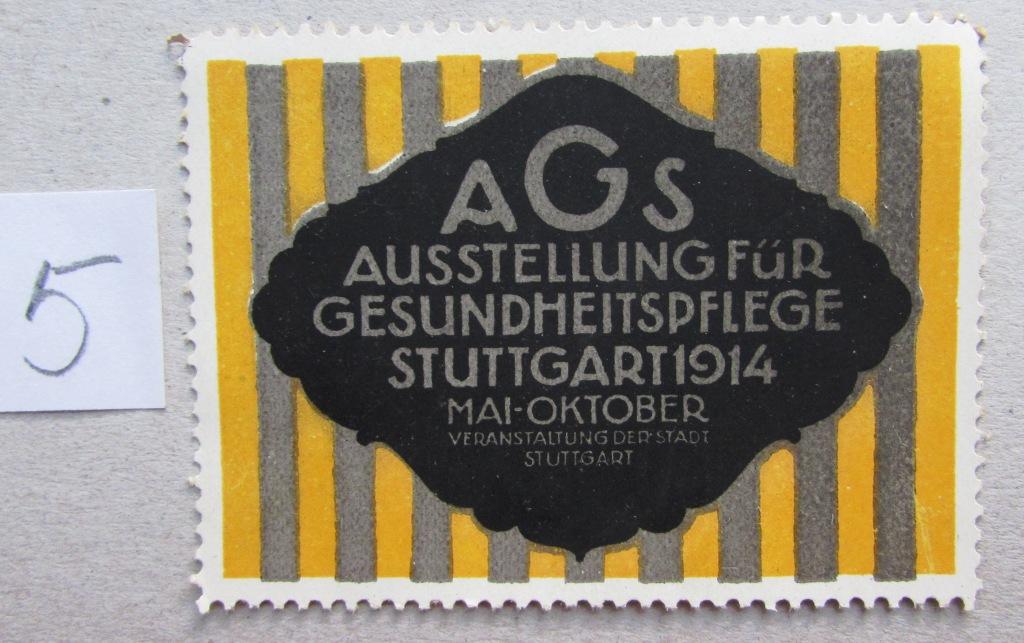 5
AGS
AUSSTELLUNG FÜR
GESUNDHEITSPFLEGE
STUTTGART 1914
MAI-OKTOBER
VERANSTALTUNG DER STADT
STUTTGART